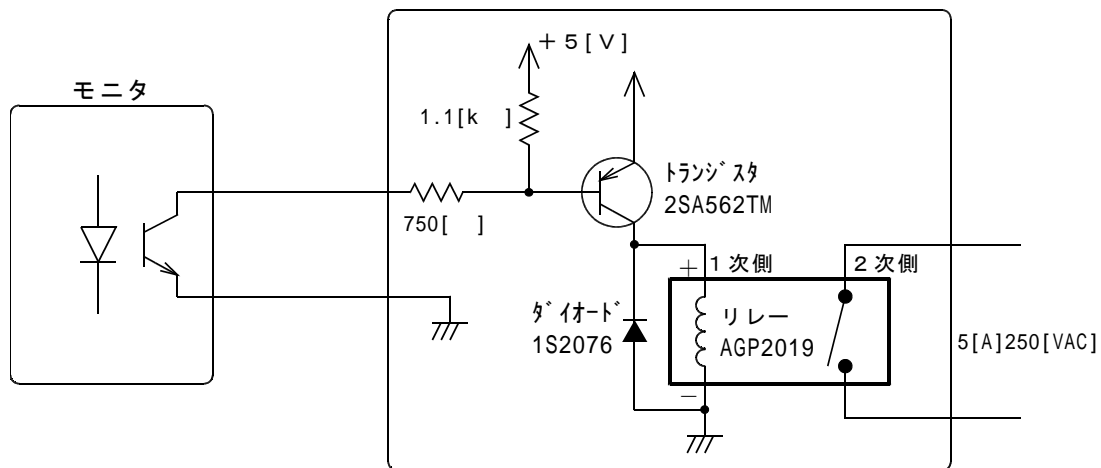 ＋５[Ｖ]
モニタ
1.1[k　]
トランジスタ
2SA562TM
750[　]
＋
１次側
２次側
ダイオード
1S2076
リレー
AGP2019
5[A]250[VAC]
－